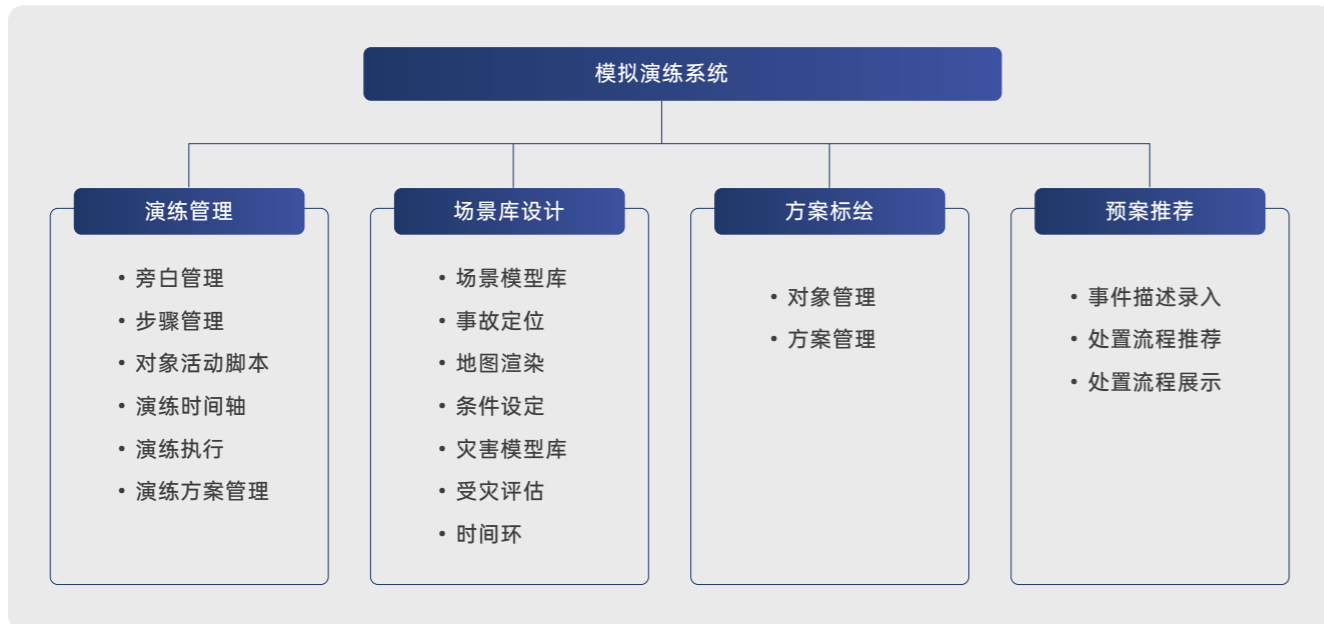 模拟演练系统
演练管理
• 旁白管理
• 步骤管理
• 对象活动脚本
• 演练时间轴
• 演练执行
• 演练方案管理
场景库设计
• 场景模型库
• 事故定位
• 地图渲染
• 条件设定
• 灾害模型库
• 受灾评估
• 时间环
方案标绘
• 对象管理
• 方案管理
预案推荐
• 事件描述录入
• 处置流程推荐
• 处置流程展示